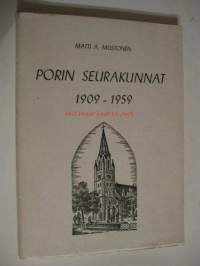 MATTI A. MUSTONEN
PORIN SEURAKUNNAT
1909 - 1959